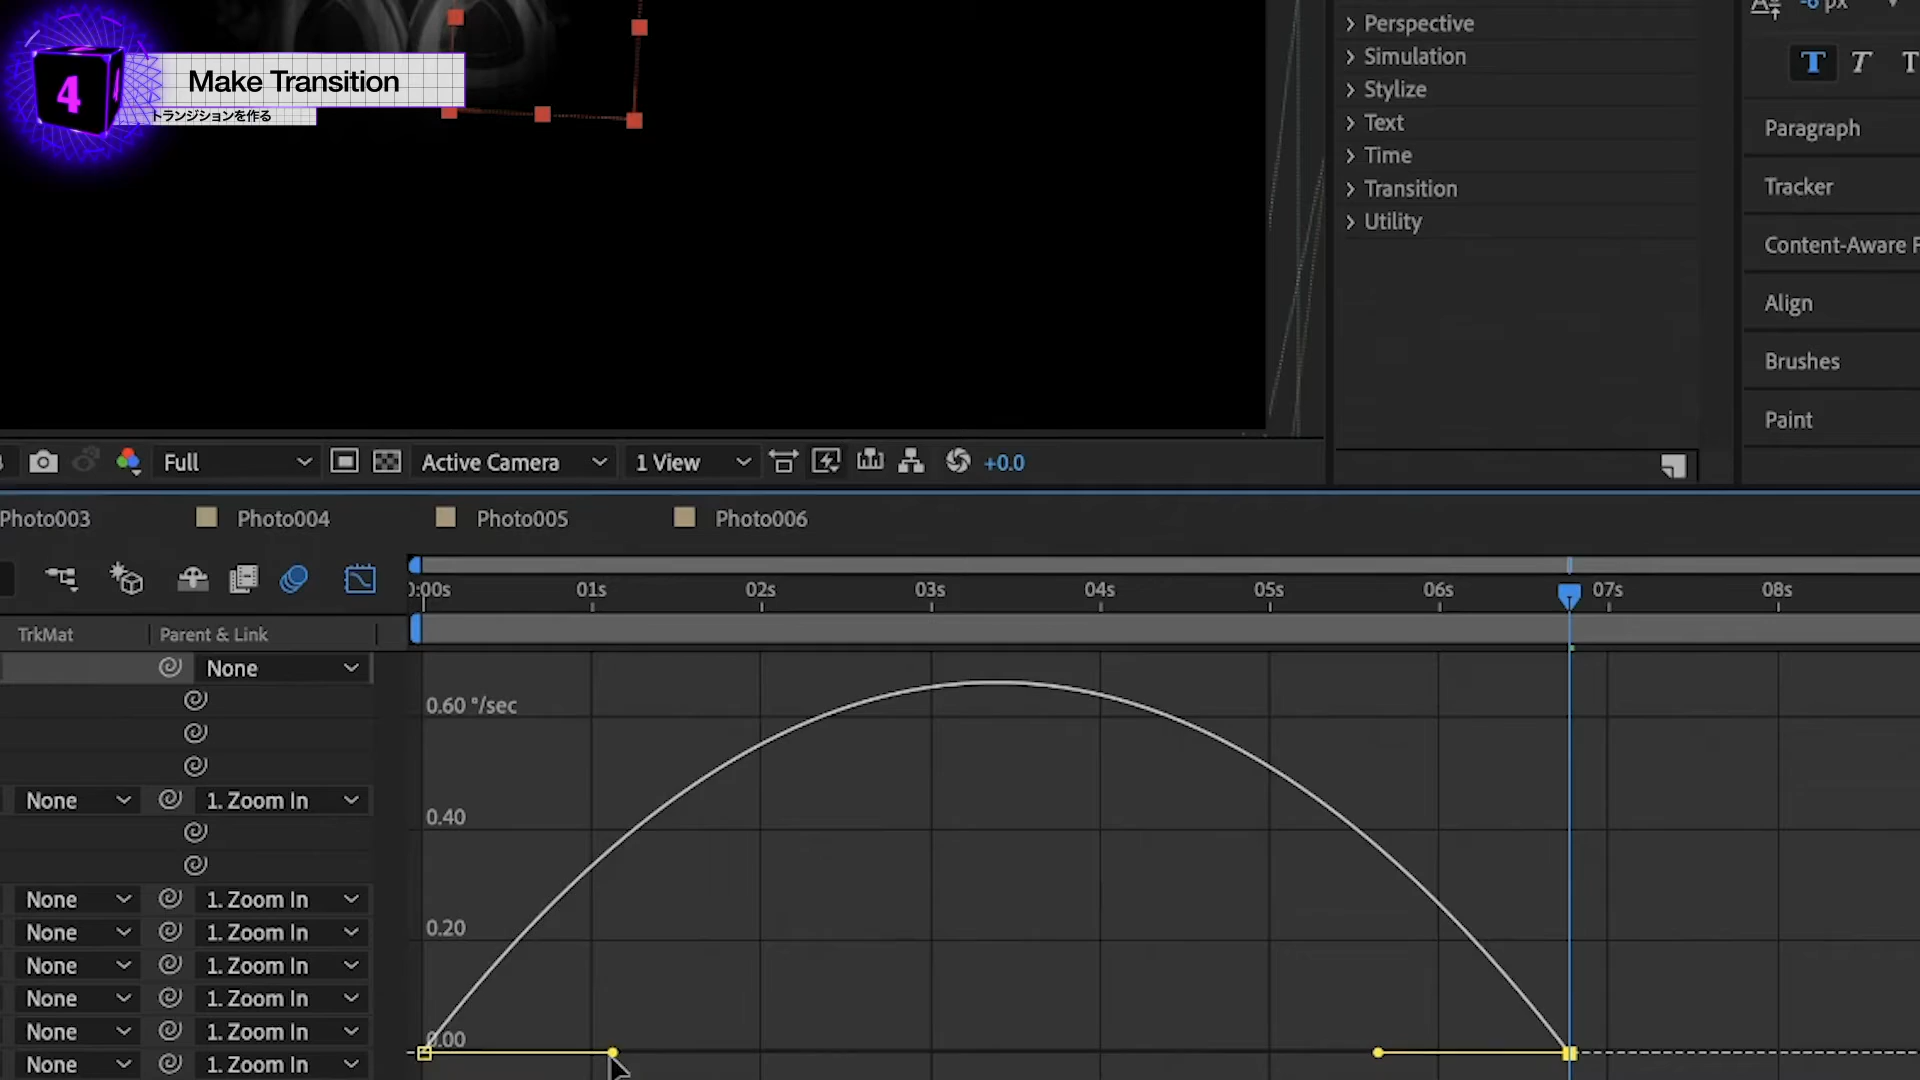 4
Make Transition
トランジションを作る
Perspective
Simulation
Stylize
Text
Time
Transition
Utility
px
T T T
Paragraph
Tracker
Content-Aware F
Align
Brushes
Paint
Full
Active Camera
1 View
+0.0
Photo003
Photo004
Photo005
Photo006
0:00s 01s 02s 03s 04s 05s 06s 07s 08s
TrkMat Parent & Link
None
None 1. Zoom In
None 1. Zoom In
None 1. Zoom In
None 1. Zoom In
None 1. Zoom In
None 1. Zoom In
None 1. Zoom In
0.60 °/sec
0.40
0.20
0.00